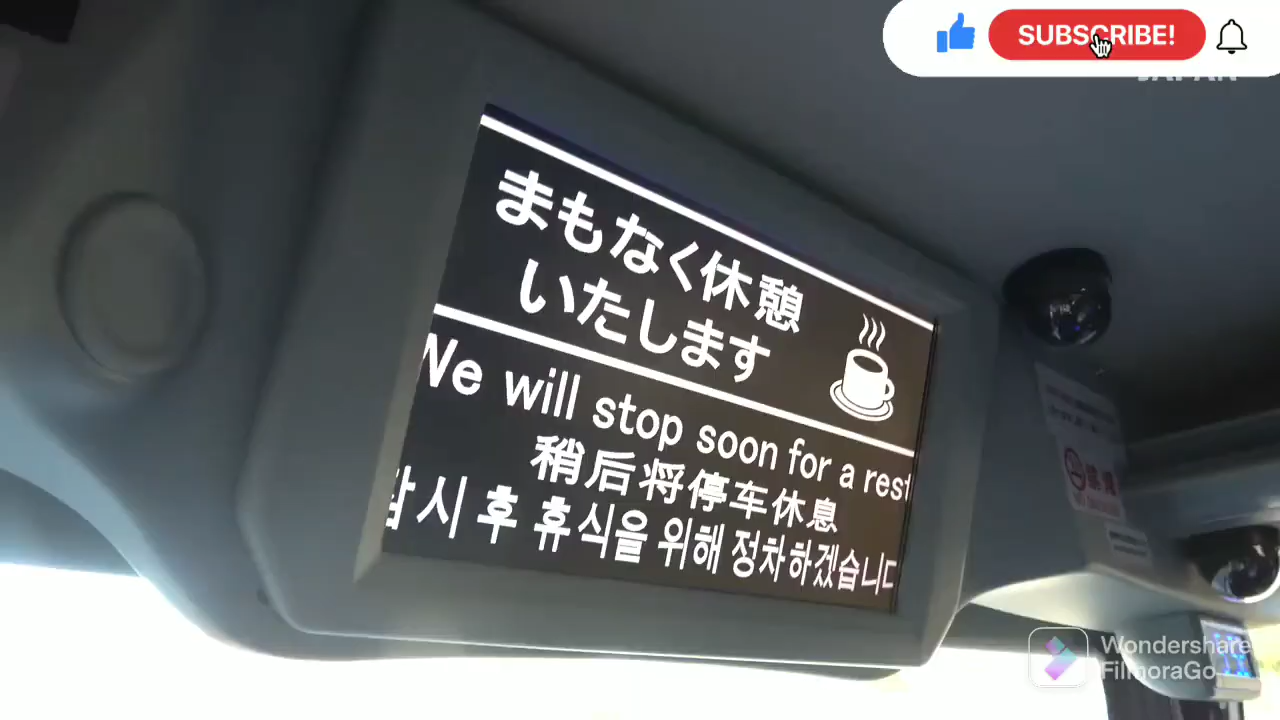 SUBSCRIBE!
JAPAN
まもなく休憩
いたします
We will stop soon for a rest
稍后将停车休息
잠시 후 휴식을 위해 정차하겠습니다
Wondershare
FilmoraGo